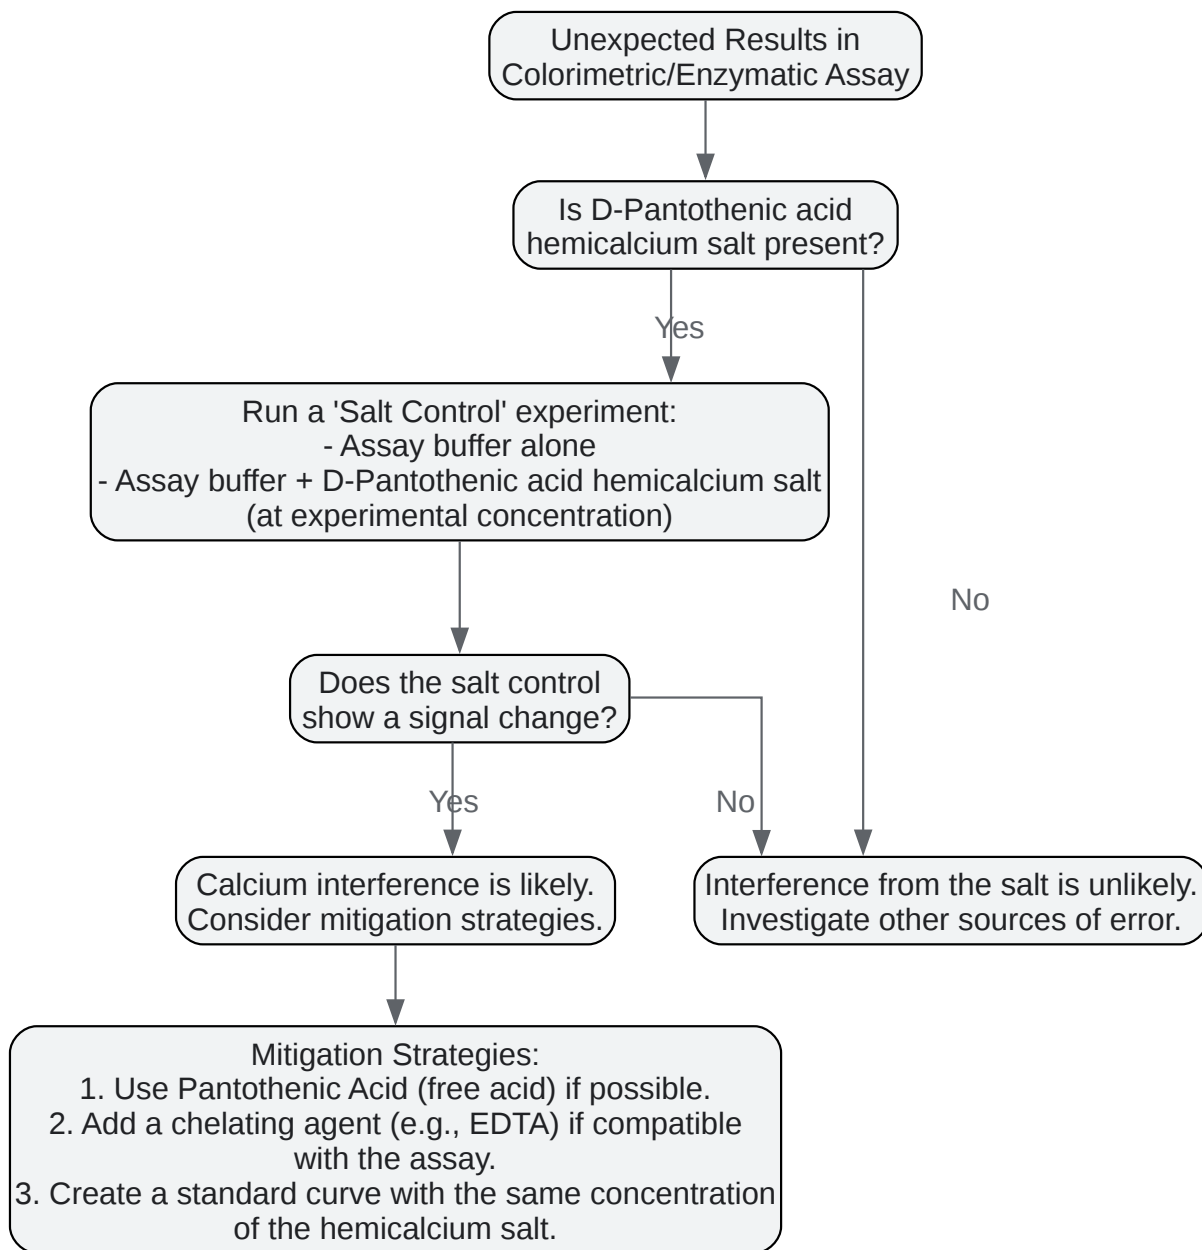 Unexpected Results in
Colorimetric/Enzymatic Assay
Is D-Pantothenic acid
hemicalcium salt present?
Yes
Run a 'Salt Control' experiment:
- Assay buffer alone
- Assay buffer + D-Pantothenic acid hemicalcium salt
(at experimental concentration)
No
Does the salt control
show a signal change?
Yes
No
Calcium interference is likely.
Consider mitigation strategies.
Interference from the salt is unlikely.
Investigate other sources of error.
Mitigation Strategies:
1. Use Pantothenic Acid (free acid) if possible.
2. Add a chelating agent (e.g., EDTA) if compatible
with the assay.
3. Create a standard curve with the same concentration
of the hemicalcium salt.